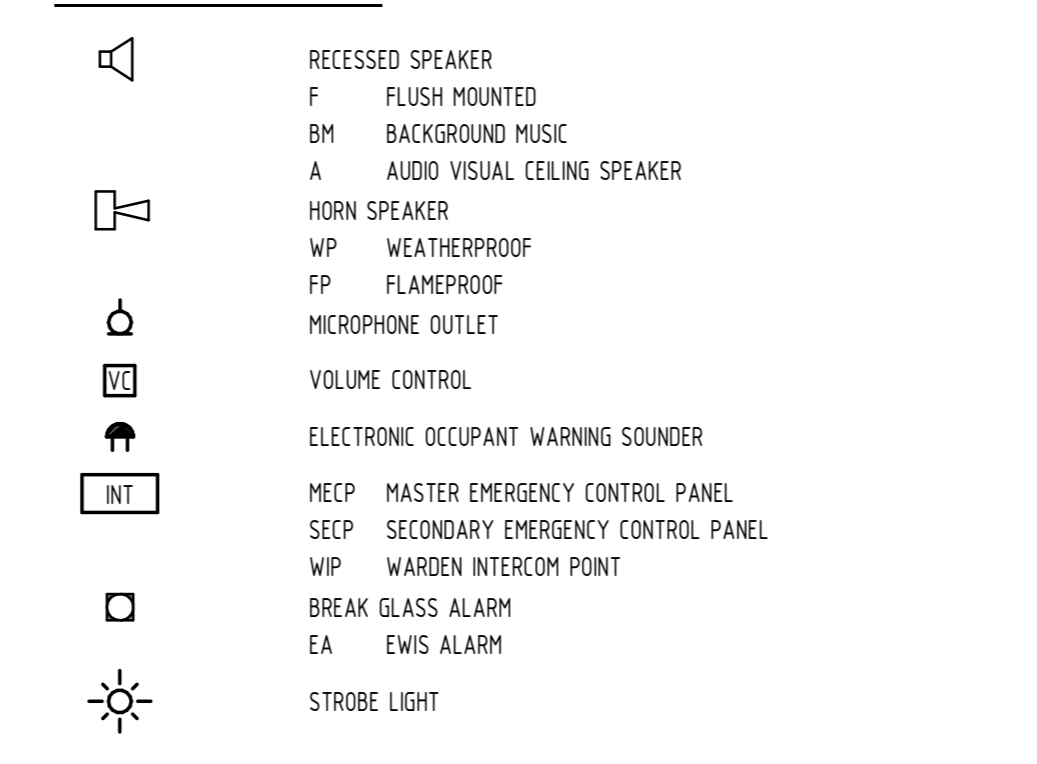 RECESSED SPEAKER
F FLUSH MOUNTED
BM BACKGROUND MUSIC
A AUDIO VISUAL CEILING SPEAKER
HORN SPEAKER
WP WEATHERPROOF
FP FLAMEPROOF
MICROPHONE OUTLET
VC VOLUME CONTROL
ELECTRONIC OCCUPANT WARNING SOUNDER
INT MECP MASTER EMERGENCY CONTROL PANEL
SECP SECONDARY EMERGENCY CONTROL PANEL
WIP WARDEN INTERCOM POINT
BREAK GLASS ALARM
EA EWIS ALARM
STROBE LIGHT